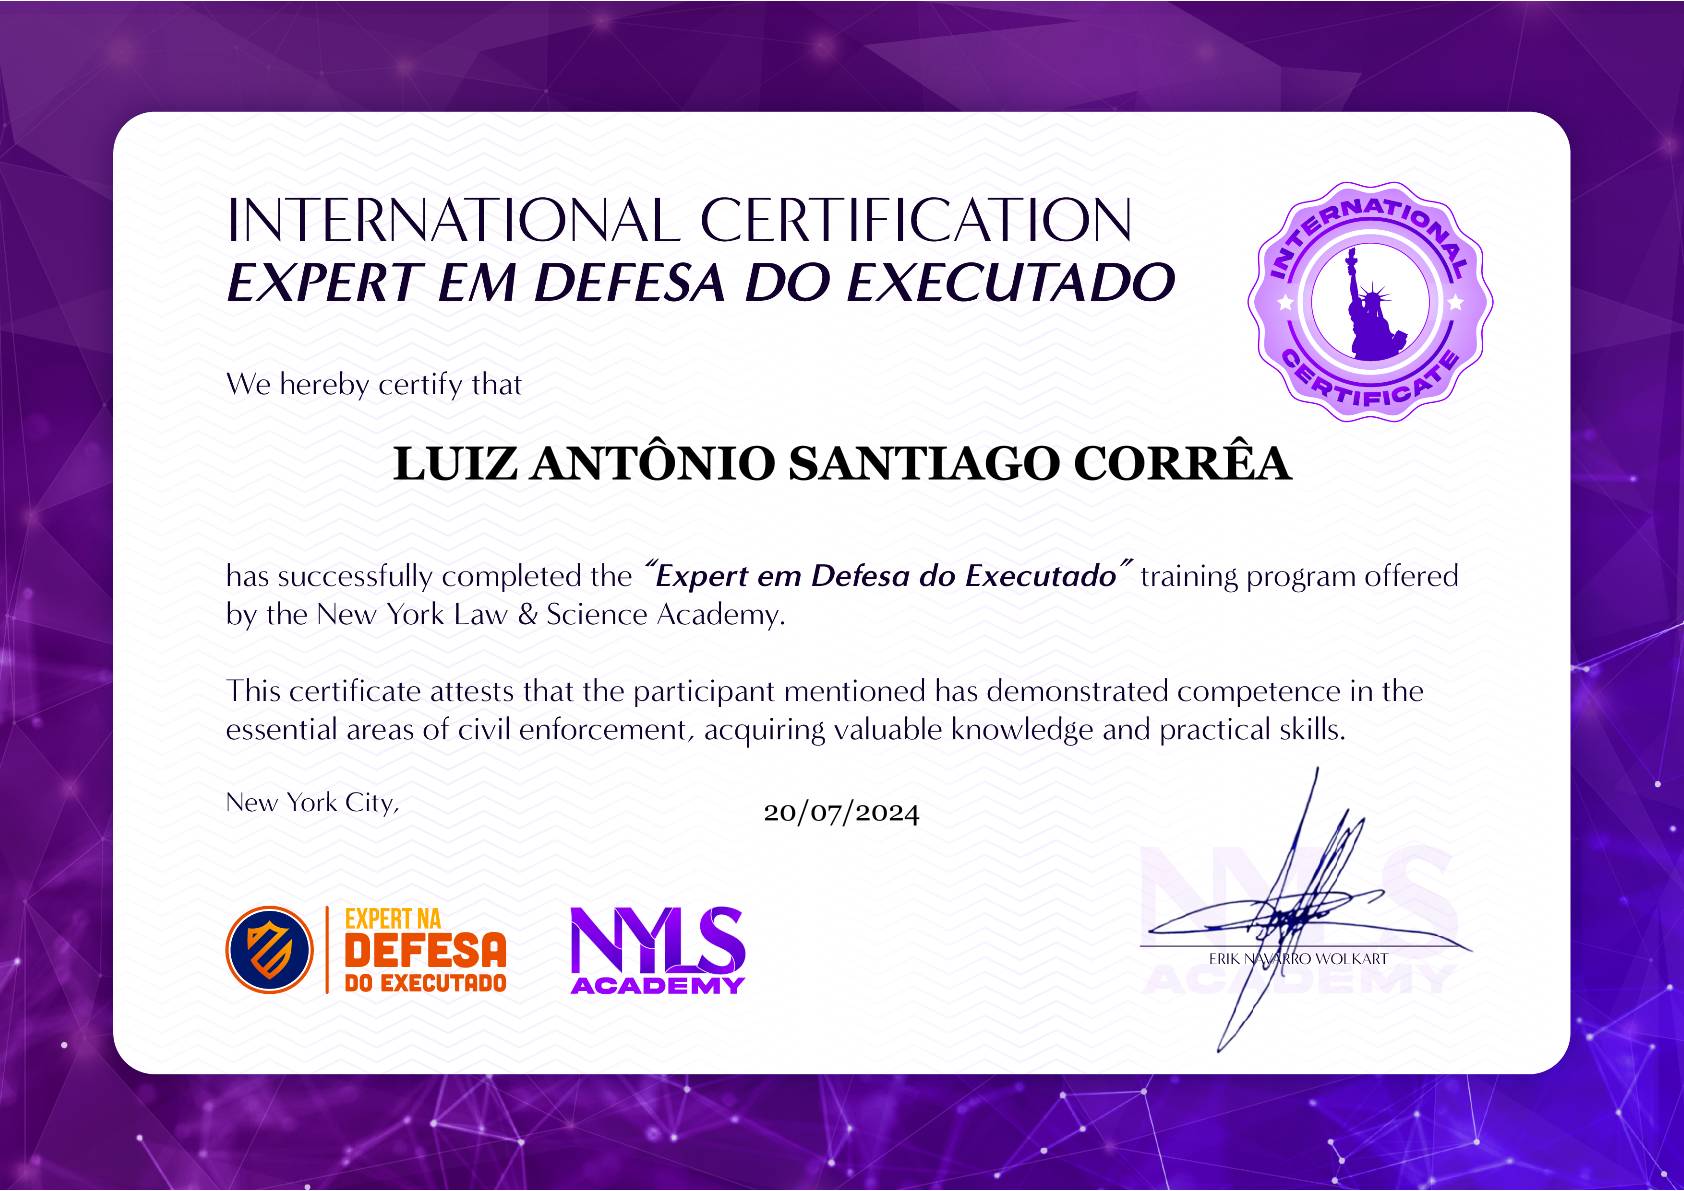 INTERNATIONAL CERTIFICATION
EXPERT EM DEFESA DO EXECUTADO
INTERNATIONAL
CERTIFICATE
We hereby certify that
LUIZ ANTÔNIO SANTIAGO CORRÊA
has successfully completed the “Expert em Defesa do Executado” training program offered
by the New York Law & Science Academy.
This certificate attests that the participant mentioned has demonstrated competence in the
essential areas of civil enforcement, acquiring valuable knowledge and practical skills.
New York City,
20/07/2024
EXPERT NA
DEFESA
DO EXECUTADO
NYLS
ACADEMY
NYLS
ERIK NAVARRO WOLKART
ACADEMY